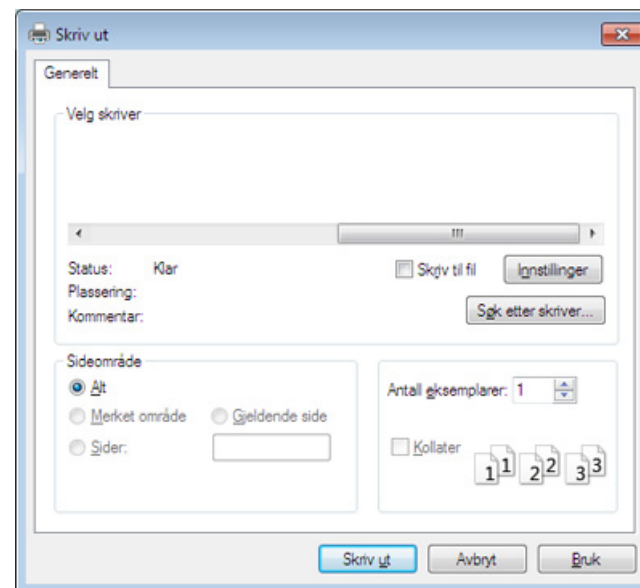 Skriv ut
Generelt
Velg skriver
Status: Klar
Plassering:
Kommentar:
Skriv til fil
Innstillinger
Søk etter skriver...
Sideområde
Alt
Merket område
Gjeldende side
Sider:
Antall eksemplarer: 1
Kollater
1 1 2 2 3 3
Skriv ut
Avbryt
Bruk